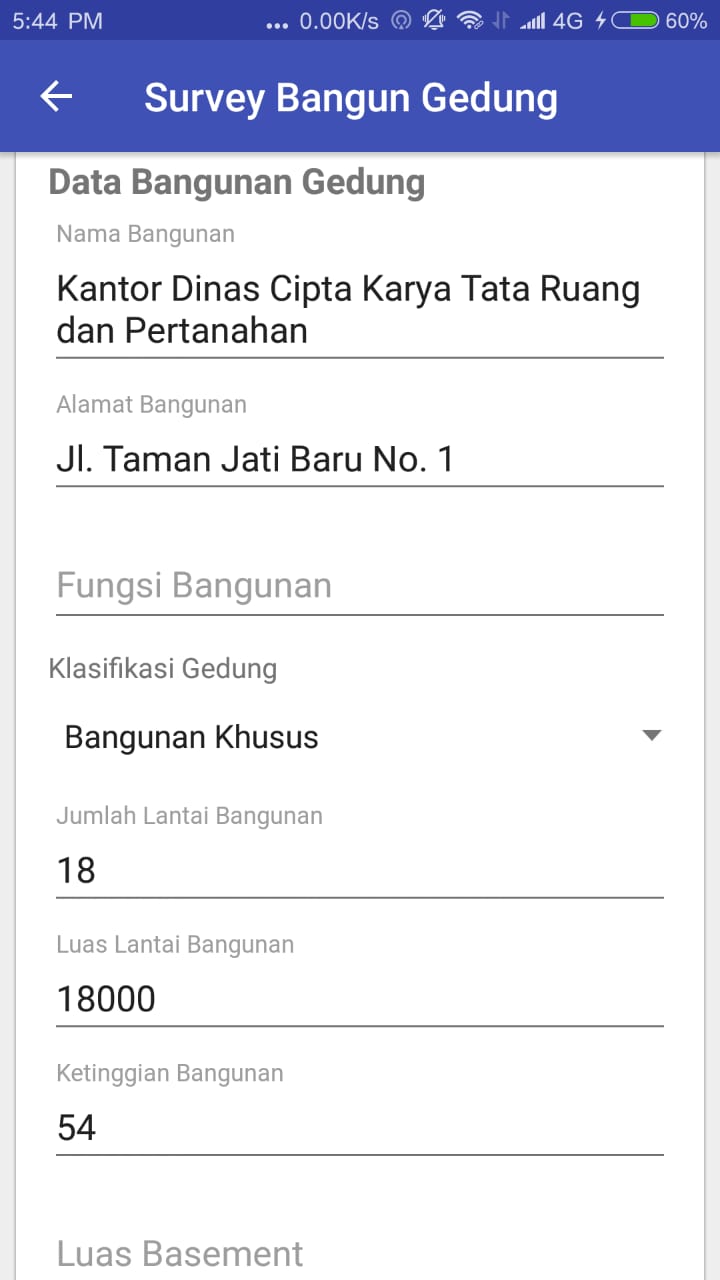 5:44 PM ... 0.00K/s 4G 60%
Survey Bangun Gedung
Data Bangunan Gedung
Nama Bangunan
Kantor Dinas Cipta Karya Tata Ruang
dan Pertanahan
Alamat Bangunan
Jl. Taman Jati Baru No. 1
Fungsi Bangunan
Klasifikasi Gedung
Bangunan Khusus
Jumlah Lantai Bangunan
18
Luas Lantai Bangunan
18000
Ketinggian Bangunan
54
Luas Basement